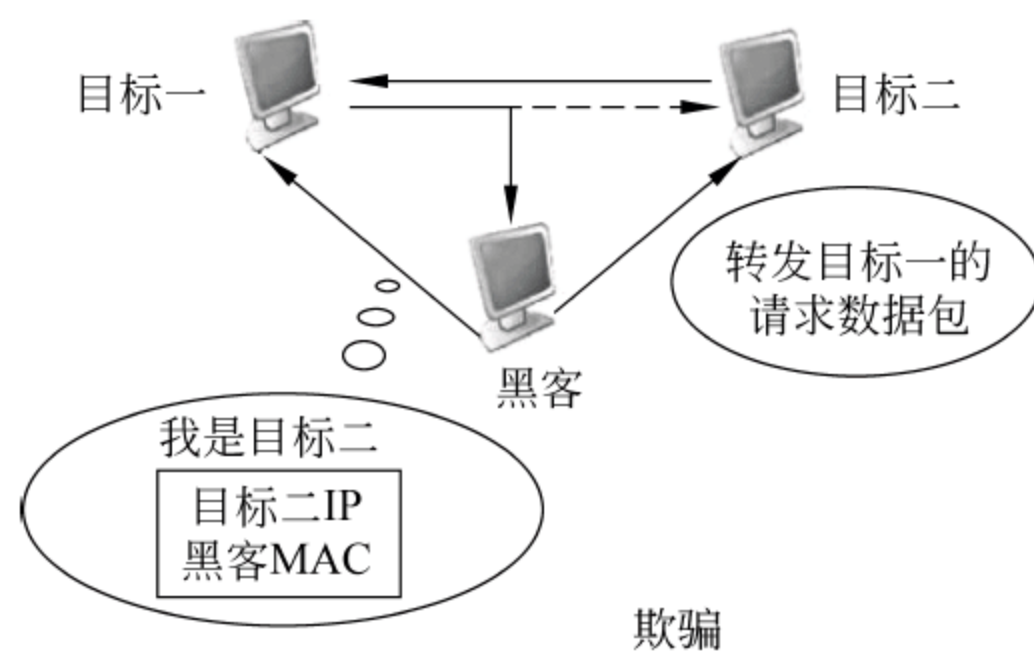 目标一
目标二
转发目标一的
请求数据包
黑客
我是目标二
目标二IP
黑客MAC
欺骗